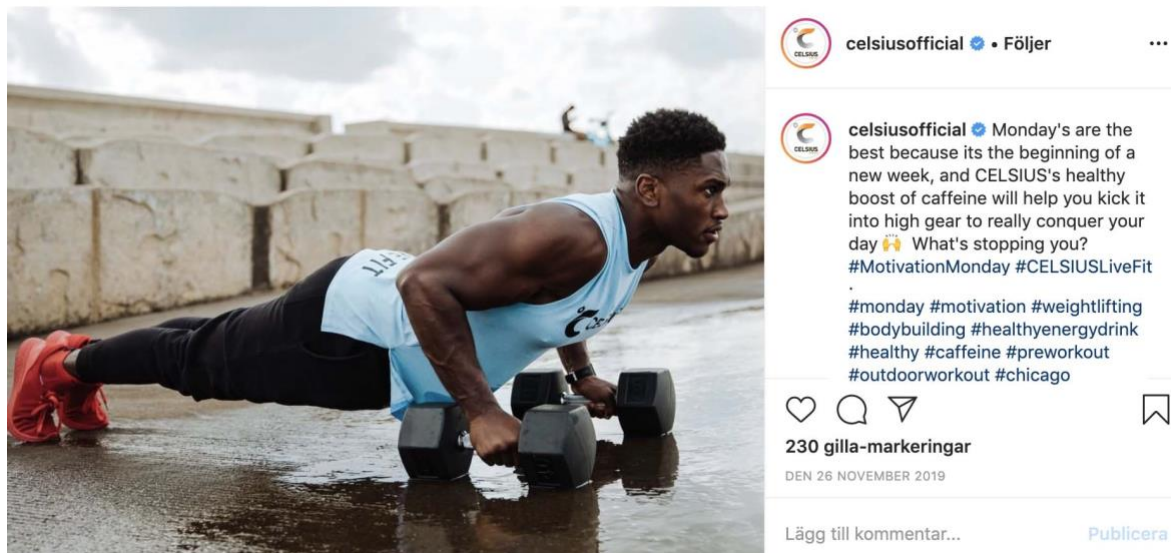 celsiusofficial • Följer
CELSIUS
celsiusofficial Monday's are the
best because its the beginning of a
new week, and CELSIUS's healthy
boost of caffeine will help you kick it
into high gear to really conquer your
day 🙌 What's stopping you?
#MotivationMonday #CELSIUSLiveFit
.
#monday #motivation #weightlifting
#bodybuilding #healthyenergydrink
#healthy #caffeine #preworkout
#outdoorworkout #chicago
CELSIUS
230 gilla-markeringar
DEN 26 NOVEMBER 2019
Lägg till kommentar...
Publicera
FIT